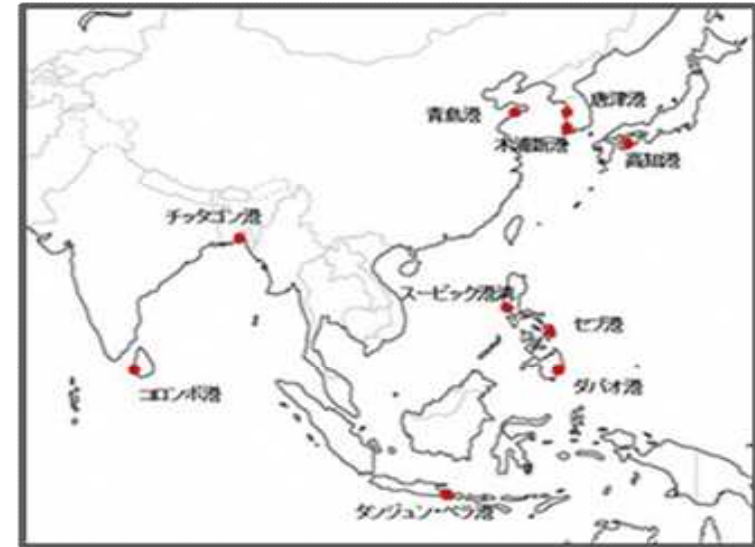 青島港
唐津港
木浦新港
高知港
チッタゴン港
スービック港湾
セブ港
コロンボ港
ダバオ港
タンジュン・ペラ港